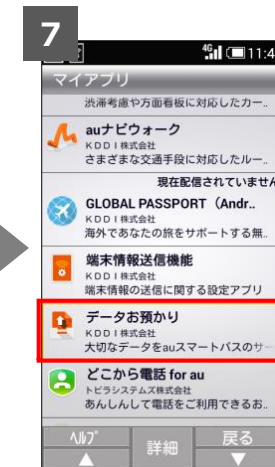 7
4G 11:4
マイアプリ
渋滞考慮や方面看板に対応したカー..
auナビウォーク
KDDI株式会社
さまざまな交通手段に対応したルー..
現在配信されていません
GLOBAL PASSPORT（Andr..
KDDI株式会社
海外であなたの旅をサポートする無..
端末情報送信機能
KDDI株式会社
端末情報の送信に関する設定アプリ
データお預かり
KDDI株式会社
大切なデータをauスマートパスのサー
どこから電話 for au
トビラシステムズ株式会社
あんしんして電話をご利用できるお..
ﾍﾙﾌﾟ
詳細
戻る